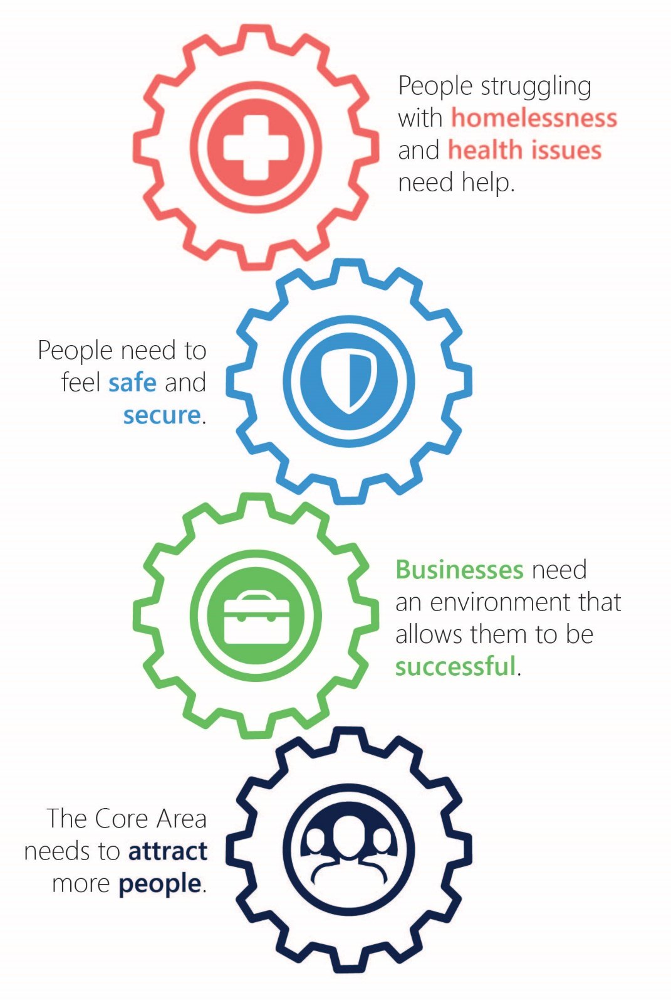 People struggling
with homelessness
and health issues
need help.
People need to
feel safe and
secure.
Businesses need
an environment that
allows them to be
successful.
The Core Area
needs to attract
more people.